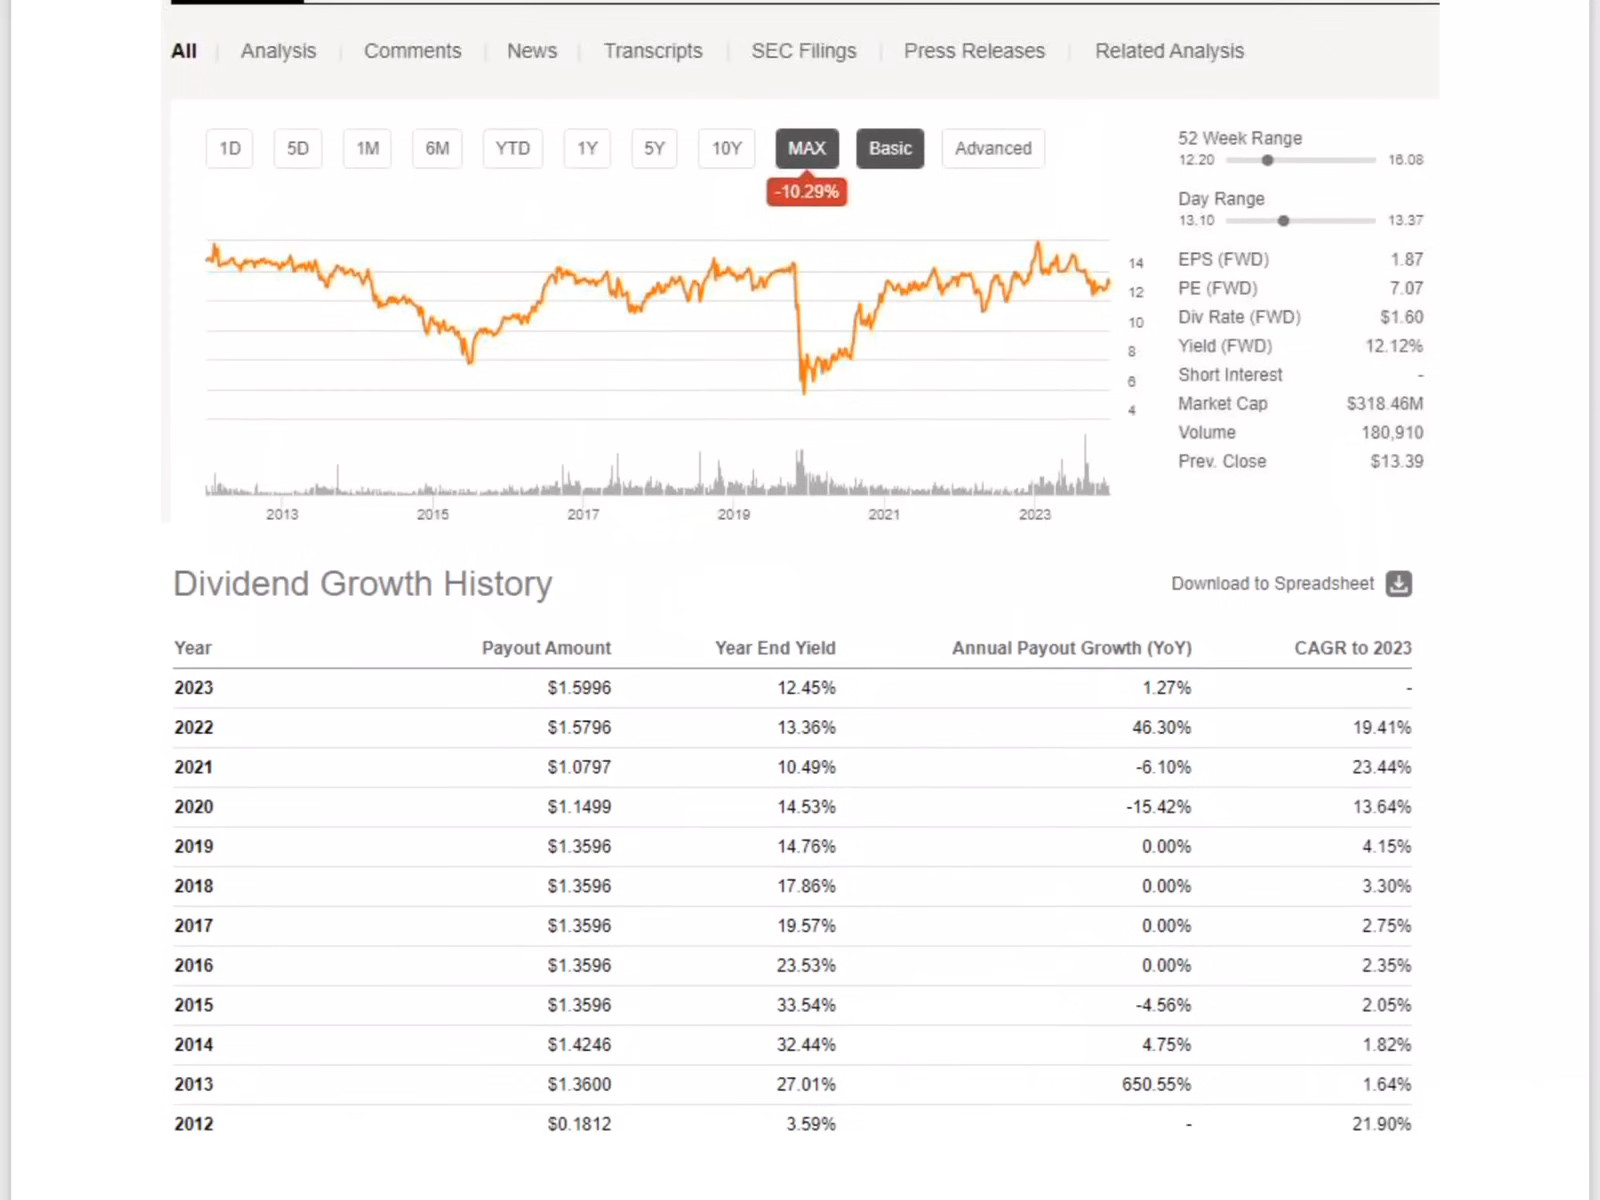 All Analysis Comments News Transcripts SEC Filings Press Releases Related Analysis
1D 5D 1M 6M YTD 1Y 5Y 10Y MAX Basic Advanced
-10.29%
14
12
10
8
6
4
2013 2015 2017 2019 2021 2023
52 Week Range
12.20 16.08
Day Range
13.10 13.37
EPS (FWD) 1.87
PE (FWD) 7.07
Div Rate (FWD) $1.60
Yield (FWD) 12.12%
Short Interest -
Market Cap $318.46M
Volume 180,910
Prev. Close $13.39
Dividend Growth History Download to Spreadsheet
Year Payout Amount Year End Yield Annual Payout Growth (YoY) CAGR to 2023
2023 $1.5996 12.45% 1.27% -
2022 $1.5796 13.36% 46.30% 19.41%
2021 $1.0797 10.49% -6.10% 23.44%
2020 $1.1499 14.53% -15.42% 13.64%
2019 $1.3596 14.76% 0.00% 4.15%
2018 $1.3596 17.86% 0.00% 3.30%
2017 $1.3596 19.57% 0.00% 2.75%
2016 $1.3596 23.53% 0.00% 2.35%
2015 $1.3596 33.54% -4.56% 2.05%
2014 $1.4246 32.44% 4.75% 1.82%
2013 $1.3600 27.01% 650.55% 1.64%
2012 $0.1812 3.59% - 21.90%